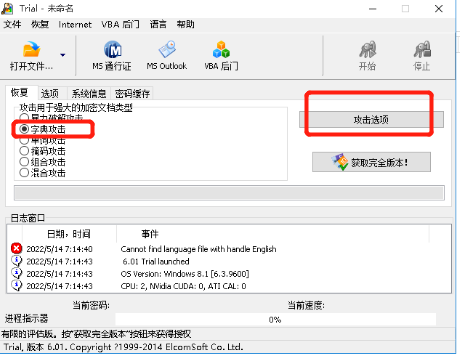 Trial - 未命名
文件 恢复 Internet VBA 后门 语言 帮助
打开文件... MS 通行证 MS Outlook VBA 后门 开始 停止
恢复 选项 系统信息 密码缓存
攻击用于强大的加密文档类型
暴力破解攻击
字典攻击
单词攻击
掩码攻击
组合攻击
混合攻击
攻击选项
获取完全版本!
日志窗口
日期, 时间 事件
2022/5/14 7:14:40 Cannot find language file with handle English
2022/5/14 7:14:43 6.01 Trial launched
2022/5/14 7:14:43 OS Version: Windows 8.1 [6.3.9600]
2022/5/14 7:14:43 CPU: 2, NVidia CUDA: 0, ATI CAL: 0
当前密码: 当前速度:
进程指示器 0%
有限的评估版。按"获取完全版本"按钮来获得授权
Trial, 版本 6.01. Copyright ?1999-2014 ElcomSoft Co. Ltd.